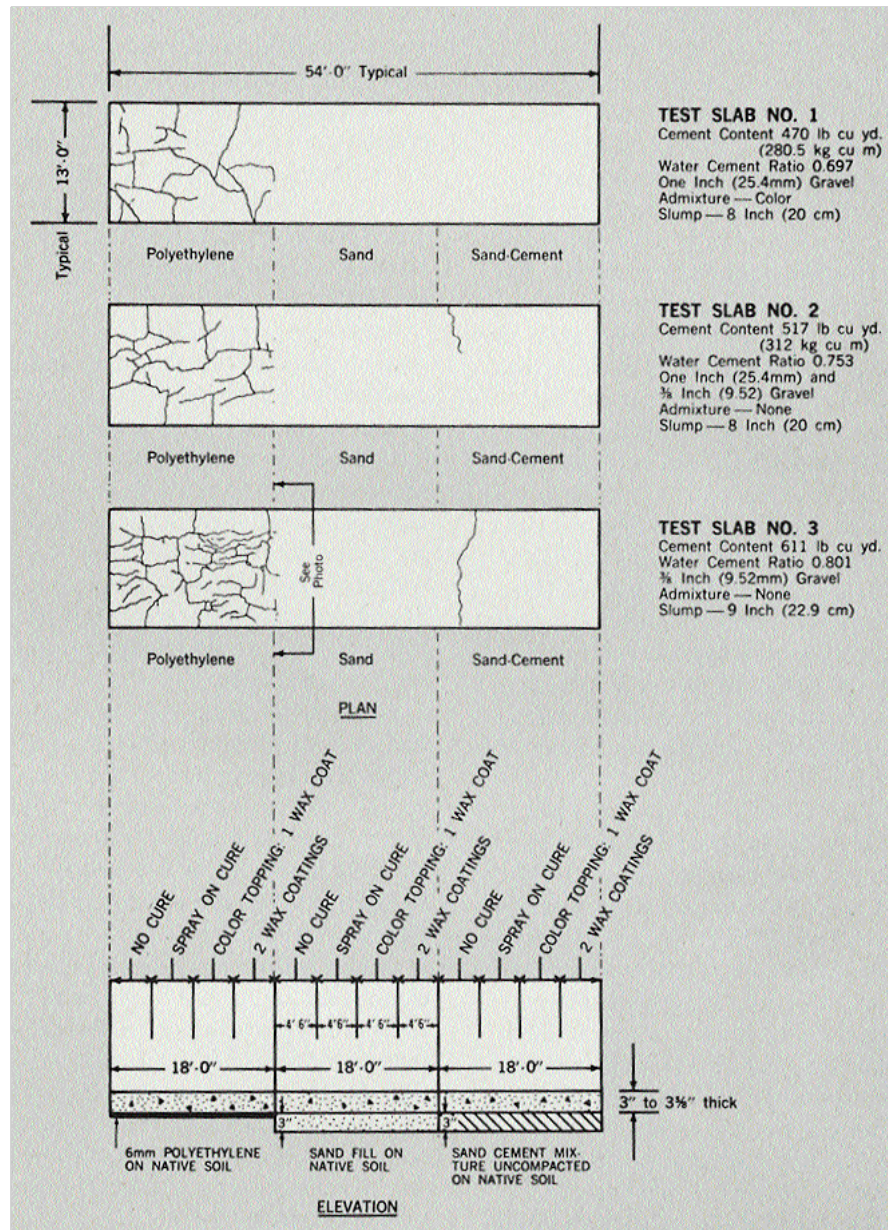 54'-0" Typical
13'-0"
Typical
TEST SLAB NO. 1
Cement Content 470 lb cu yd.
(280.5 kg cu m)
Water Cement Ratio 0.697
One Inch (25.4mm) Gravel
Admixture — Color
Slump — 8 Inch (20 cm)
Polyethylene Sand Sand-Cement
TEST SLAB NO. 2
Cement Content 517 lb cu yd.
(312 kg cu m)
Water Cement Ratio 0.753
One Inch (25.4mm) and
⅜ Inch (9.52) Gravel
Admixture — None
Slump — 8 Inch (20 cm)
Polyethylene Sand Sand-Cement
TEST SLAB NO. 3
Cement Content 611 lb cu yd.
Water Cement Ratio 0.801
⅜ Inch (9.52mm) Gravel
Admixture — None
Slump — 9 Inch (22.9 cm)
See
Photo
Polyethylene Sand Sand-Cement
PLAN
NO CURE
SPRAY ON CURE
COLOR TOPPING: 1 WAX COAT
2 WAX COATINGS
NO CURE
SPRAY ON CURE
COLOR TOPPING: 1 WAX COAT
2 WAX COATINGS
NO CURE
SPRAY ON CURE
COLOR TOPPING: 1 WAX COAT
2 WAX COATINGS
4' 6" 4'6" 4' 6" 4'6"
18'-0" 18'-0" 18'-0"
3" to 3⅝" thick
3" 3"
6mm POLYETHYLENE
ON NATIVE SOIL
SAND FILL ON
NATIVE SOIL
SAND CEMENT MIX-
TURE UNCOMPACTED
ON NATIVE SOIL
ELEVATION